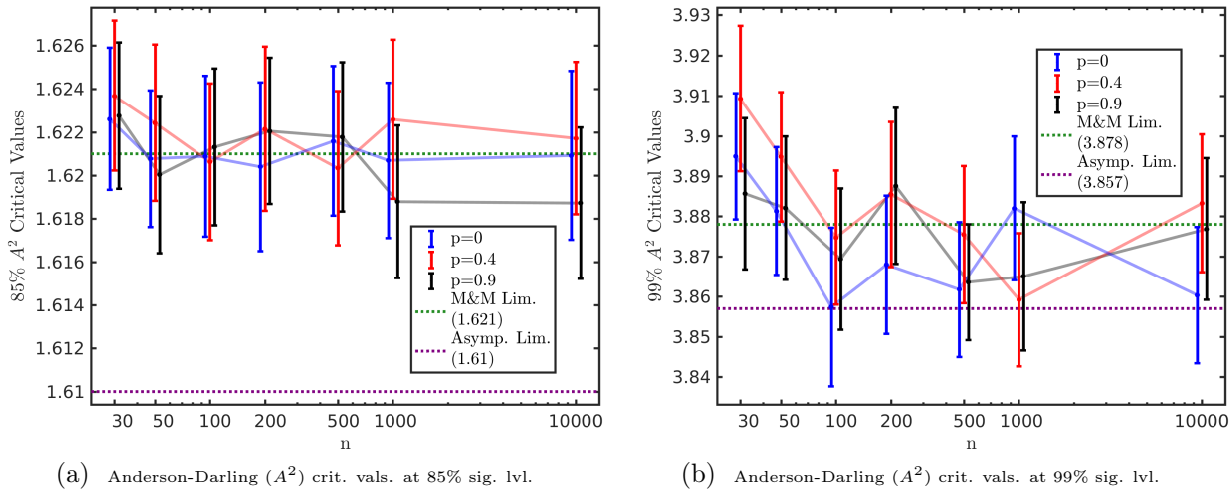 1.626
1.624
1.622
1.62
1.618
1.616
1.614
1.612
1.61
85% A² Critical Values
30 50 100 200 500 1000 10000
n
p=0
p=0.4
p=0.9
M&M Lim.
(1.621)
Asymp. Lim.
(1.61)
(a) Anderson-Darling (A²) crit. vals. at 85% sig. lvl.
3.93
3.92
3.91
3.9
3.89
3.88
3.87
3.86
3.85
3.84
99% A² Critical Values
30 50 100 200 500 1000 10000
n
p=0
p=0.4
p=0.9
M&M Lim.
(3.878)
Asymp. Lim.
(3.857)
(b) Anderson-Darling (A²) crit. vals. at 99% sig. lvl.